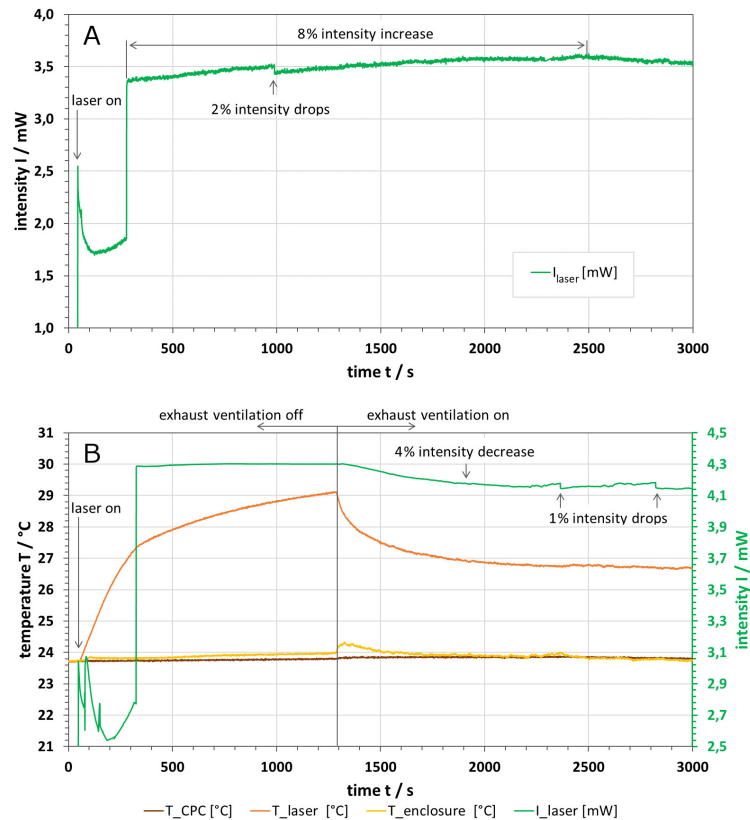 A
8% intensity increase
laser on
2% intensity drops
I_laser [mW]
intensity I / mW
4,0
3,5
3,0
2,5
2,0
1,5
1,0
0 500 1000 1500 2000 2500 3000
time t / s
exhaust ventilation off exhaust ventilation on
B
4% intensity decrease
laser on
1% intensity drops
temperature T / °C
31
30
29
28
27
26
25
24
23
22
21
4,5
4,3
4,1
3,9
3,7
3,5
3,3
3,1
2,9
2,7
2,5
intensity I / mW
0 500 1000 1500 2000 2500 3000
time t / s
T_CPC [°C] T_laser [°C] T_enclosure [°C] I_laser [mW]